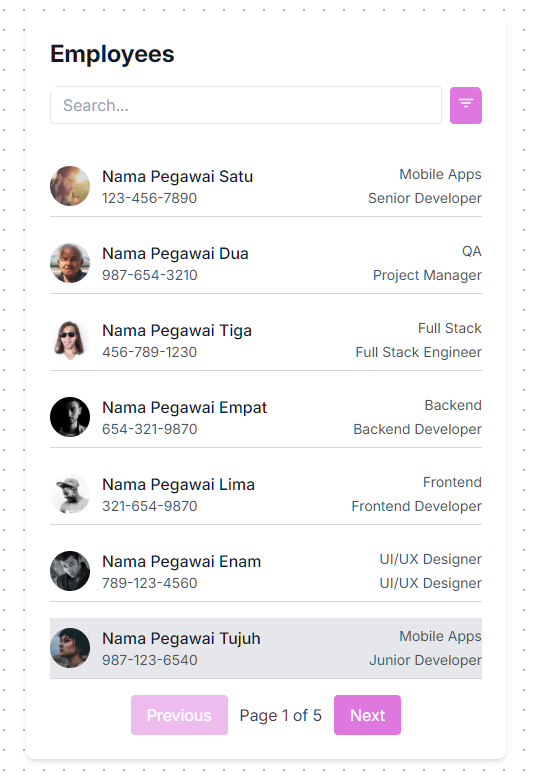 Employees
Search...
Nama Pegawai Satu
123-456-7890
Mobile Apps
Senior Developer
Nama Pegawai Dua
987-654-3210
QA
Project Manager
Nama Pegawai Tiga
456-789-1230
Full Stack
Full Stack Engineer
Nama Pegawai Empat
654-321-9870
Backend
Backend Developer
Nama Pegawai Lima
321-654-9870
Frontend
Frontend Developer
Nama Pegawai Enam
789-123-4560
UI/UX Designer
UI/UX Designer
Nama Pegawai Tujuh
987-123-6540
Mobile Apps
Junior Developer
Previous Page 1 of 5 Next